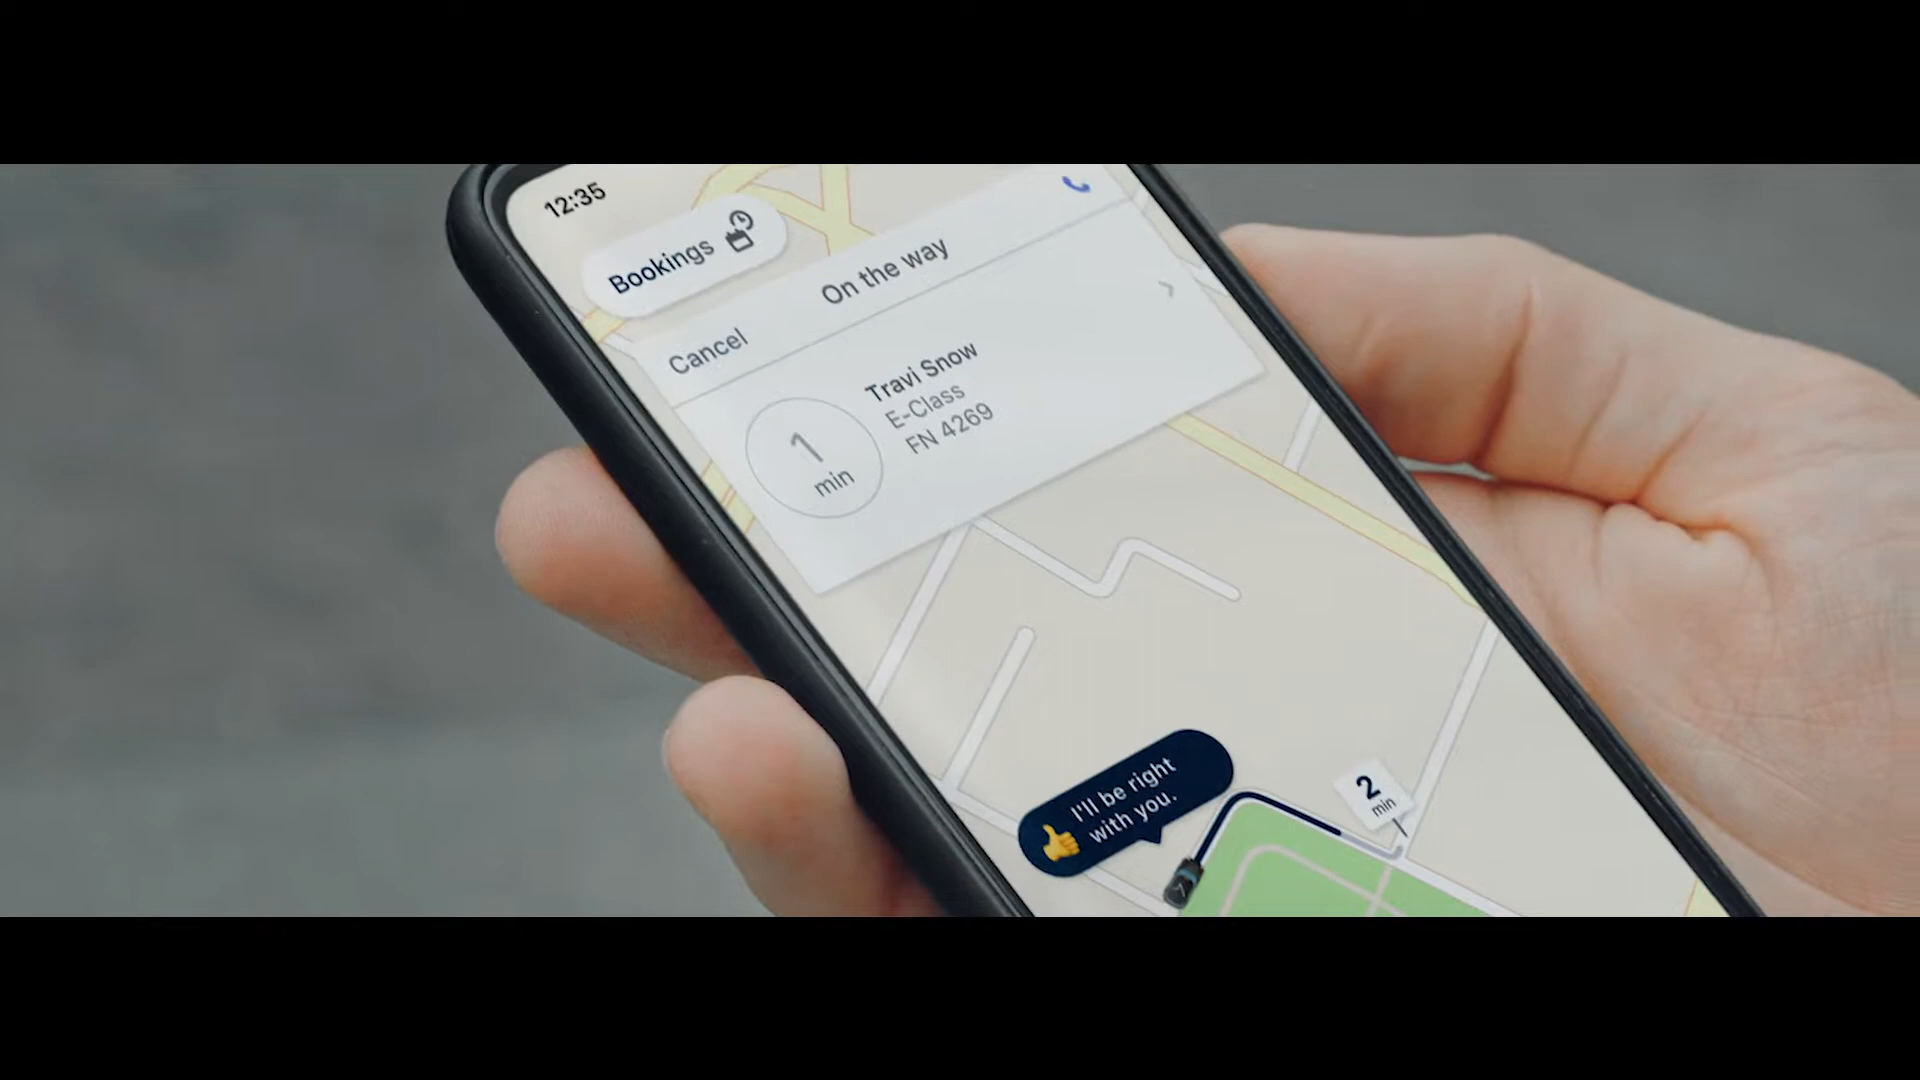 12:35
Bookings
On the way
Cancel
Travi Snow
E-Class
FN 4269
1
min
I'll be right
with you.
2
min